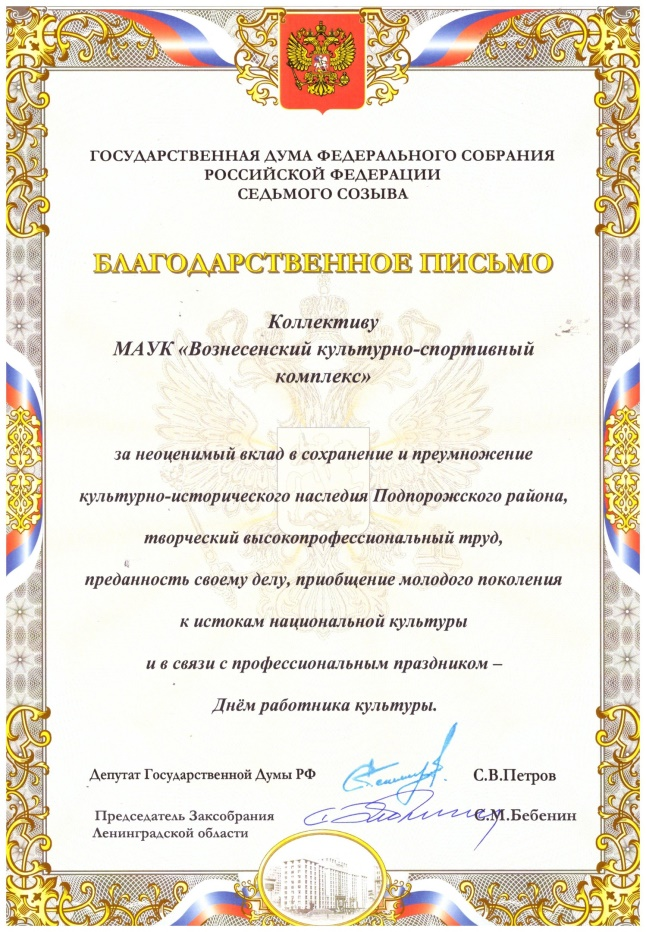 ГОСУДАРСТВЕННАЯ ДУМА ФЕДЕРАЛЬНОГО СОБРАНИЯ
РОССИЙСКОЙ ФЕДЕРАЦИИ
СЕДЬМОГО СОЗЫВА
БЛАГОДАРСТВЕННОЕ ПИСЬМО
Коллективу
МАУК «Вознесенский культурно-спортивный
комплекс»
за неоценимый вклад в сохранение и преумножение
культурно-исторического наследия Подпорожского района,
творческий высокопрофессиональный труд,
преданность своему делу, приобщение молодого поколения
к истокам национальной культуры
и в связи с профессиональным праздником –
Днём работника культуры.
Депутат Государственной Думы РФ С.В.Петров
Председатель Заксобрания С.М.Бебенин
Ленинградской области